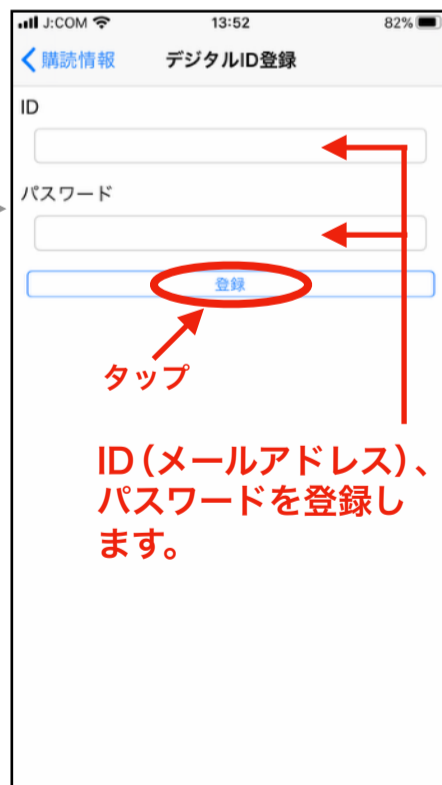 J:COM 13:52 82%
購読情報 デジタルID登録
ID
パスワード
登録
タップ
ID(メールアドレス)、
パスワードを登録し
ます。